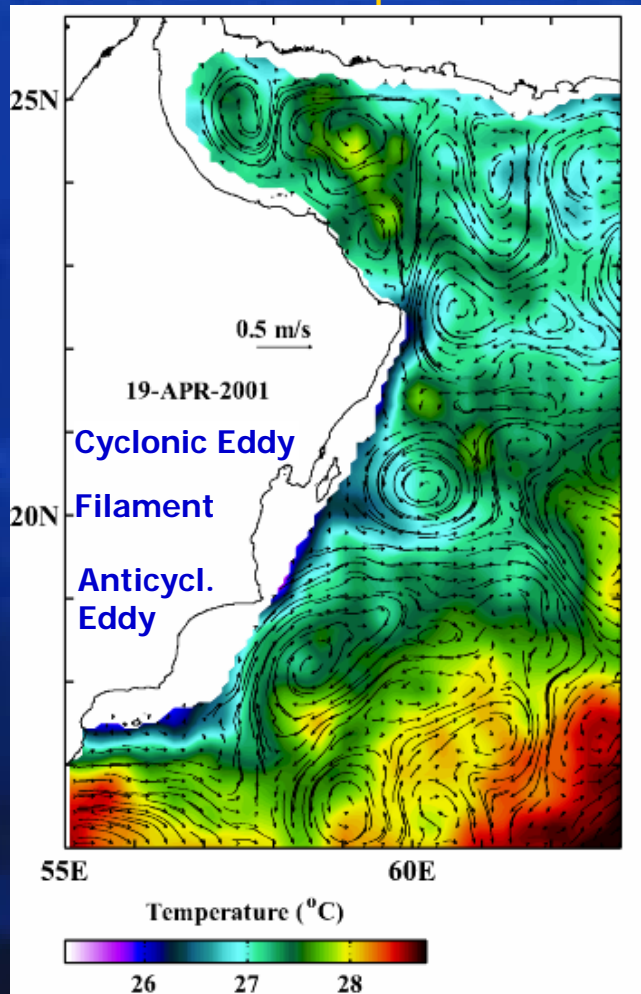 25N
0.5 m/s
19-APR-2001
Cyclonic Eddy
20N
Filament
Anticycl.
Eddy
55E 60E
Temperature (°C)
26 27 28